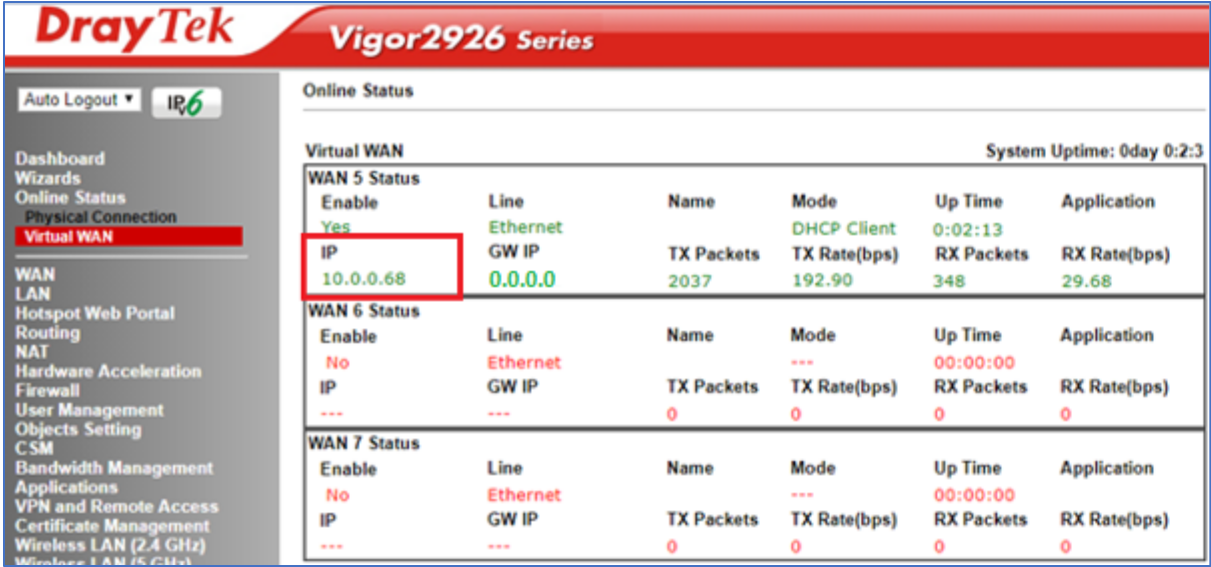 DrayTek Vigor2926 Series
Auto Logout IPv6
Dashboard
Wizards
Online Status
Physical Connection
Virtual WAN
WAN
LAN
Hotspot Web Portal
Routing
NAT
Hardware Acceleration
Firewall
User Management
Objects Setting
CSM
Bandwidth Management
Applications
VPN and Remote Access
Certificate Management
Wireless LAN (2.4 GHz)
Wireless LAN (5 GHz)
Online Status
Virtual WAN System Uptime: 0day 0:2:3
WAN 5 Status
Enable Line Name Mode Up Time Application
Yes Ethernet DHCP Client 0:02:13
IP GW IP TX Packets TX Rate(bps) RX Packets RX Rate(bps)
10.0.0.68 0.0.0.0 2037 192.90 348 29.68
WAN 6 Status
Enable Line Name Mode Up Time Application
No Ethernet --- 00:00:00
IP GW IP TX Packets TX Rate(bps) RX Packets RX Rate(bps)
--- --- 0 0 0 0
WAN 7 Status
Enable Line Name Mode Up Time Application
No Ethernet --- 00:00:00
IP GW IP TX Packets TX Rate(bps) RX Packets RX Rate(bps)
--- --- 0 0 0 0